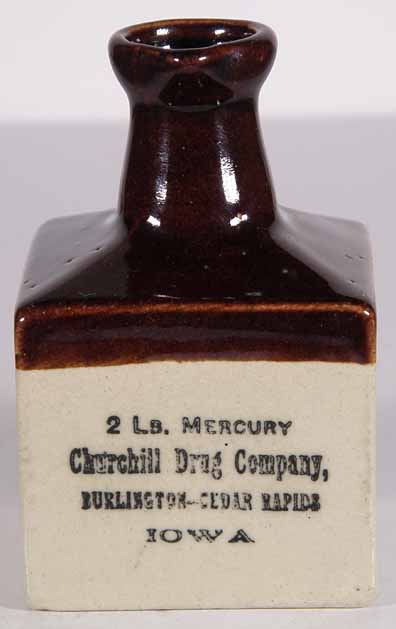 2 LB. MERCURY
Churchill Drug Company,
BURLINGTON–CEDAR RAPIDS
IOWA